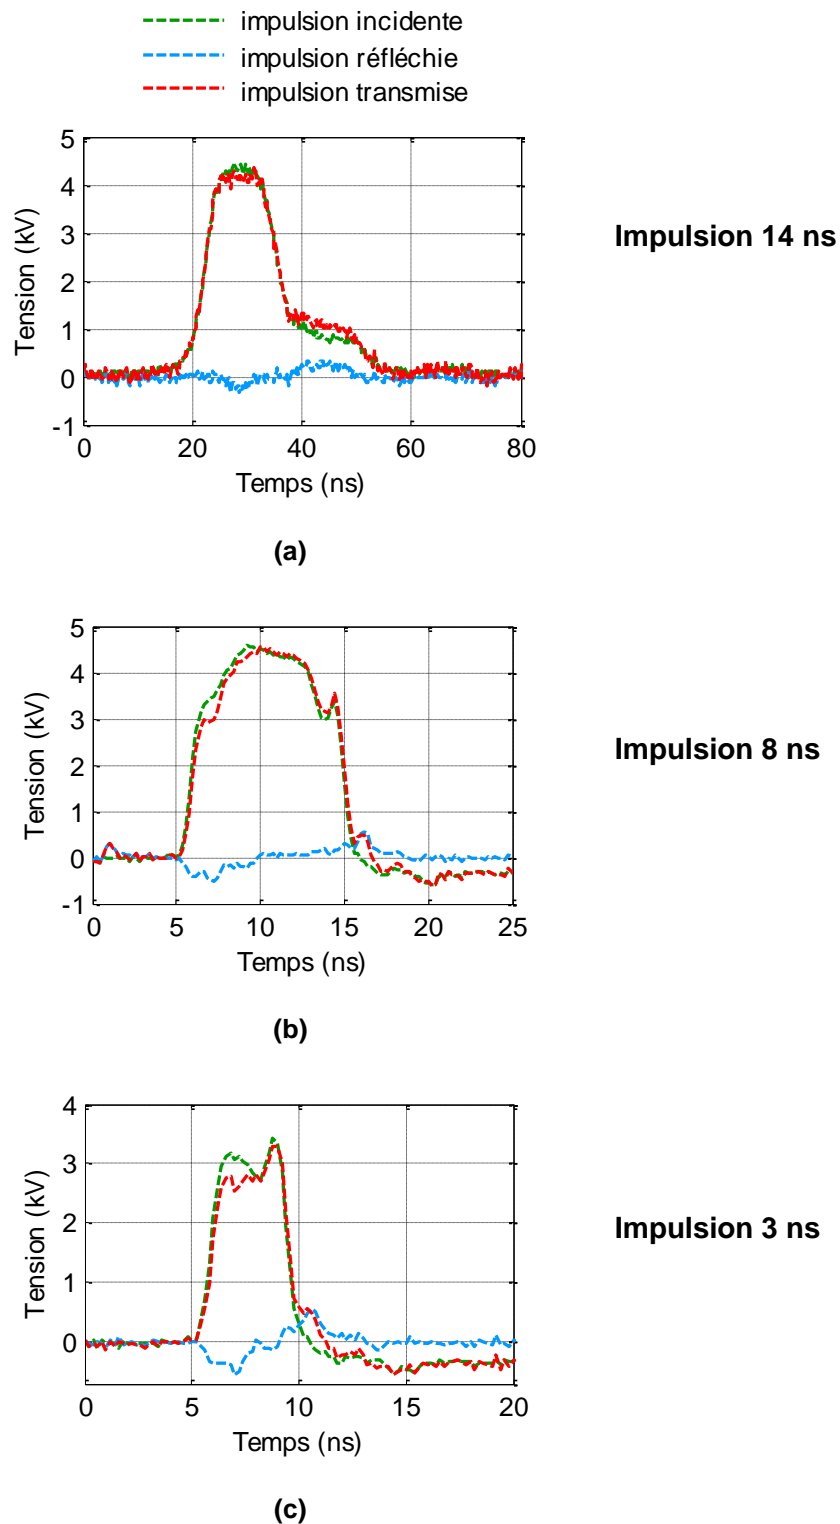 impulsion incidente
impulsion réfléchie
impulsion transmise
5
4
3
2
1
0
-1
Tension (kV)
0 20 40 60 80
Temps (ns)
Impulsion 14 ns
(a)
5
4
3
2
1
0
-1
Tension (kV)
0 5 10 15 20 25
Temps (ns)
Impulsion 8 ns
(b)
4
3
2
1
0
Tension (kV)
0 5 10 15 20
Temps (ns)
Impulsion 3 ns
(c)